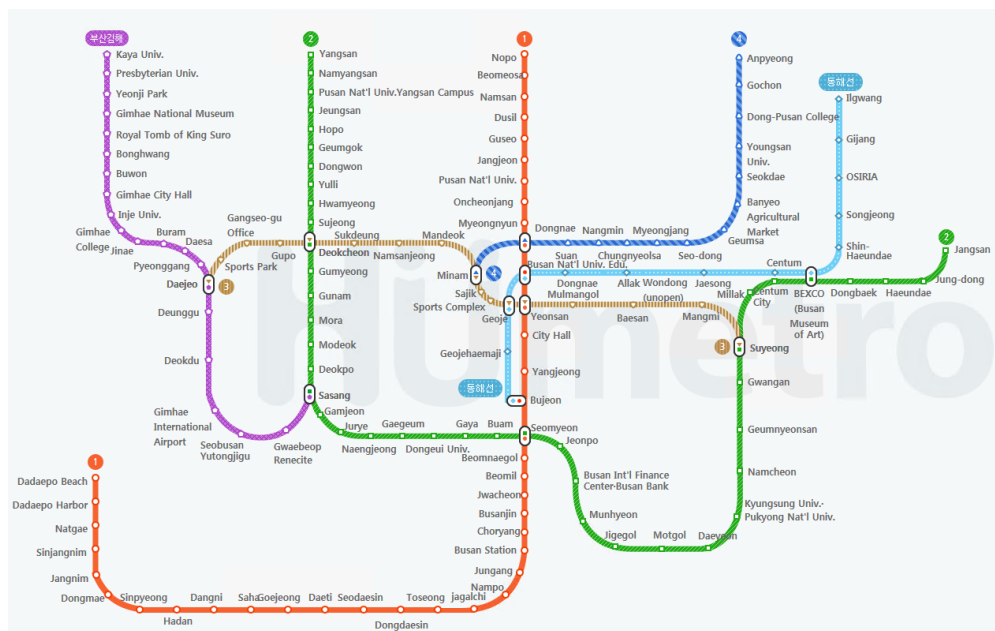 부산김해
Kaya Univ.
Presbyterian Univ.
Yeonji Park
Gimhae National Museum
Royal Tomb of King Suro
Bonghwang
Buwon
Gimhae City Hall
Inje Univ.
Gimhae
College
Jinae
Buram
Daesa
Pyeonggang
Daejeo
Deunggu
Deokdu
Gimhae
International
Airport
Seobusan
Yutongjigu
Gwaebeop
Renecite
2
Yangsan
Namyangsan
Pusan Nat'l Univ.Yangsan Campus
Jeungsan
Hopo
Geumgok
Dongwon
Yulli
Hwamyeong
Sujeong
Deokcheon
Gumyeong
Gunam
Mora
Modeok
Deokpo
Sasang
Gamjeon
Jurye
Naengjeong
Gaegeum
Dongeui Univ.
Gaya
Buam
Seomyeon
Jeonpo
Busan Int'l Finance
Center·Busan Bank
Munhyeon
Jigegol
Motgol
Daeyeon
Kyungsung Univ.·
Pukyong Nat'l Univ.
Namcheon
Geumnyeonsan
Gwangan
Suyeong
Millak
Centum
City
BEXCO
(Busan
Museum
of Art)
Dongbaek
Haeundae
Jung-dong
Jangsan
2
1
Nopo
Beomeosa
Namsan
Dusil
Guseo
Jangjeon
Pusan Nat'l Univ.
Oncheonjang
Myeongnyun
Dongnae
Busan Nat'l Univ. Edu.
Yeonsan
City Hall
Yangjeong
Bujeon
Beomnaegol
Beomil
Jwacheon
Busanjin
Choryang
Busan Station
Jungang
Nampo
jagalchi
Toseong
Dongdaesin
Seodaesin
Daeti
Goejeong
Saha
Dangni
Hadan
Sinpyeong
Dongmae
Jangnim
Sinjangnim
Natgae
Dadaepo Harbor
Dadaepo Beach
1
3
Sports Park
Gangseo-gu
Office
Gupo
Sukdeung
Namsanjeong
Mandeok
Minam
Sajik
Sports Complex
Geoje
Mulmangol
Baesan
Mangmi
3
4
Suan
Nangmin
Chungnyeolsa
Myeongjang
Seo-dong
Geumsa
Banyeo
Agricultural
Market
Seokdae
Youngsan
Univ.
Dong-Pusan College
Gochon
Anpyeong
4
동해선
Ilgwang
Gijang
OSIRIA
Songjeong
Shin-
Haeundae
Centum
Jaesong
Wondong
(unopen)
Allak
Dongnae
Geojehaemaji
동해선
Humetro